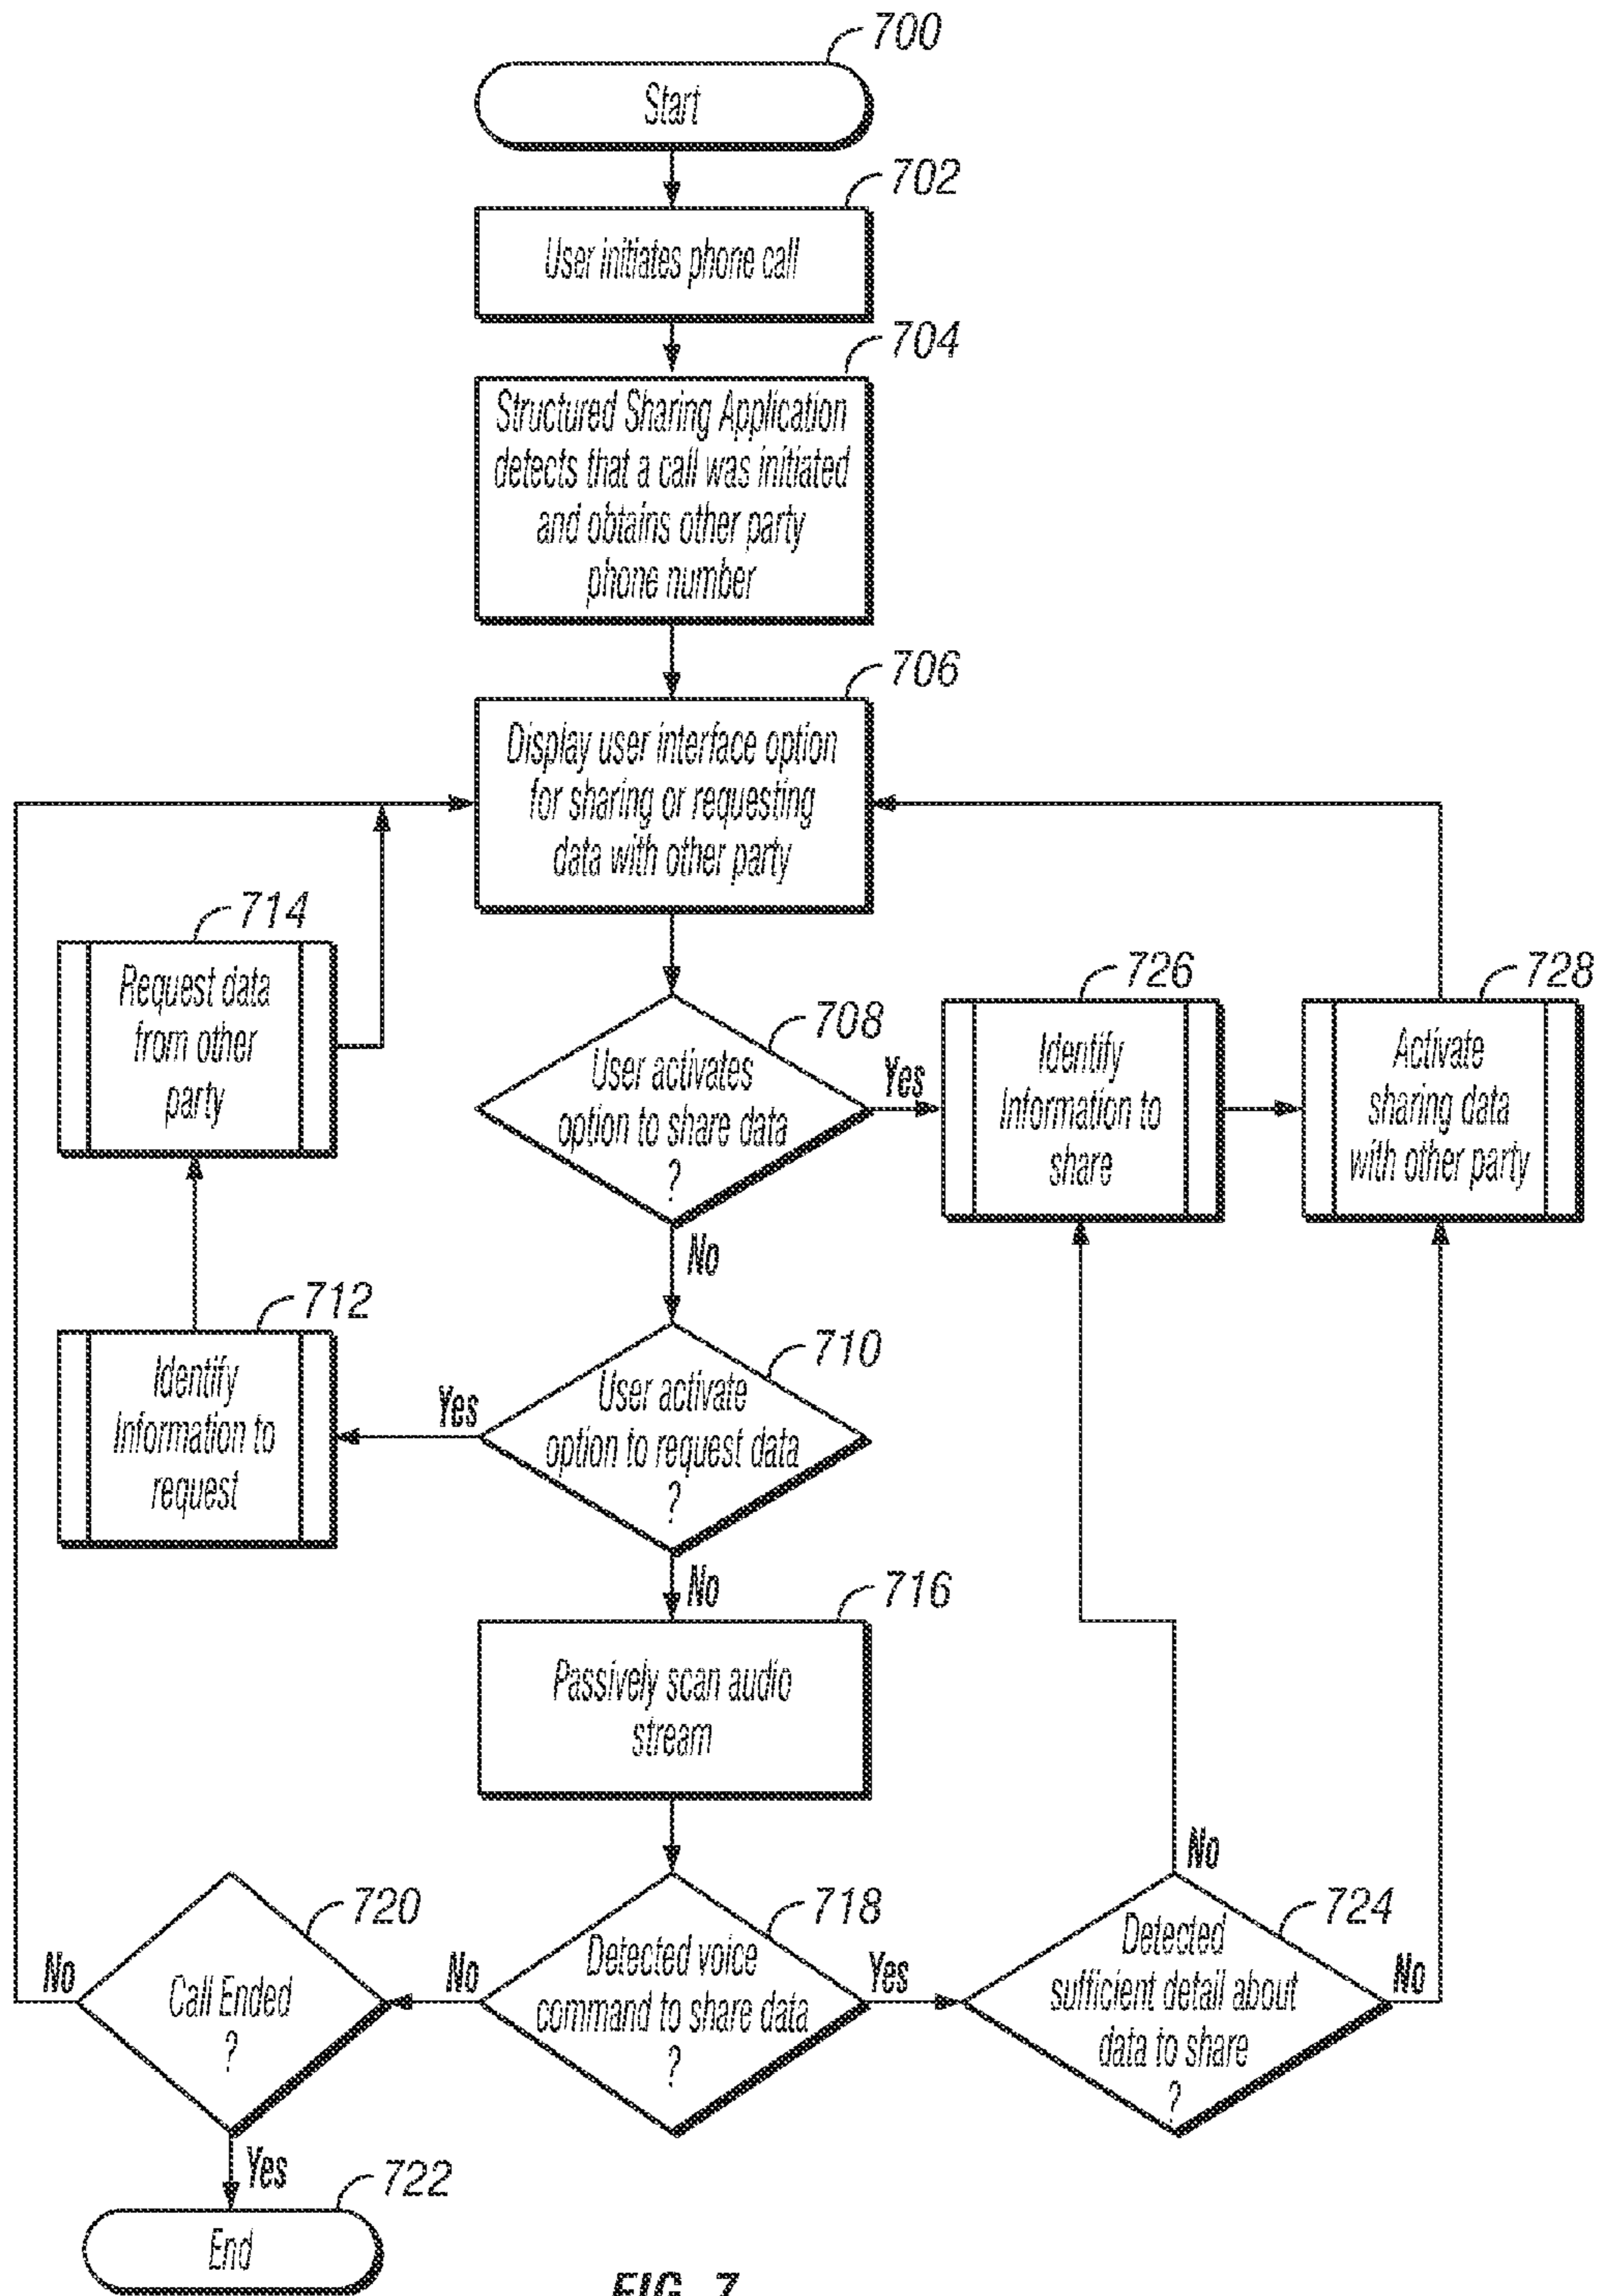 700
Start
702
User initiates phone call
704
Structured Sharing Application
detects that a call was initiated
and obtains other party
phone number
706
Display user interface option
for sharing or requesting
data with other party
714
Request data
from other
party
708
User activates
option to share data
?
Yes
No
726
Identify
Information to
share
728
Activate
sharing data
with other party
712
Identify
Information to
request
710
User activate
option to request data
?
Yes
No
716
Passively scan audio
stream
720
Call Ended
?
No
Yes
718
Detected voice
command to share data
?
No
Yes
724
Detected
sufficient detail about
data to share
?
No
No
722
End
FIG. 7